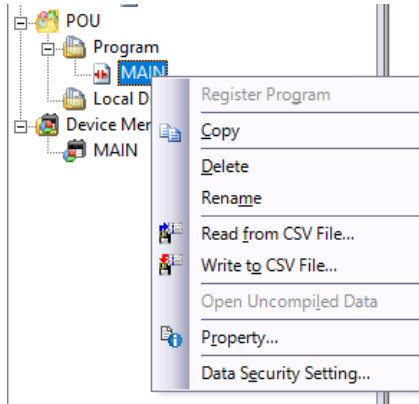 POU
Program
MAIN
Local D
Device Mer
MAIN
Register Program
Copy
Delete
Rename
Read from CSV File...
Write to CSV File...
Open Uncompiled Data
Property...
Data Security Setting...